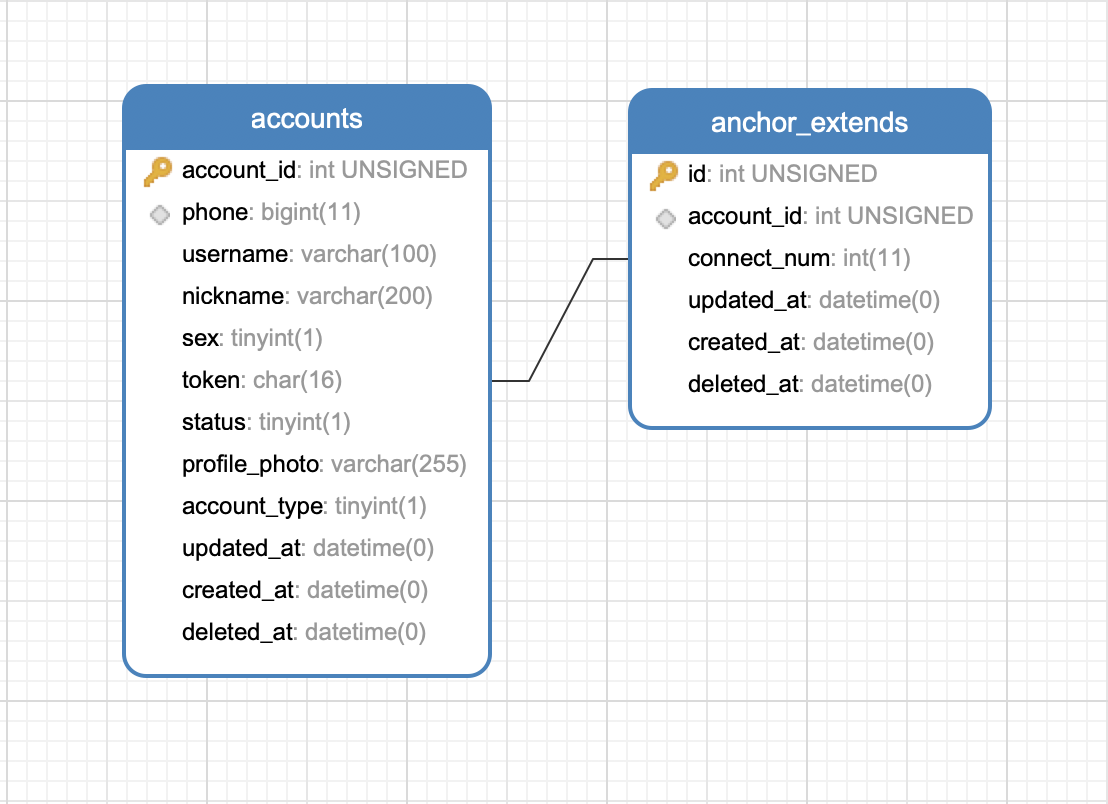 accounts
account_id: int UNSIGNED
phone: bigint(11)
username: varchar(100)
nickname: varchar(200)
sex: tinyint(1)
token: char(16)
status: tinyint(1)
profile_photo: varchar(255)
account_type: tinyint(1)
updated_at: datetime(0)
created_at: datetime(0)
deleted_at: datetime(0)
anchor_extends
id: int UNSIGNED
account_id: int UNSIGNED
connect_num: int(11)
updated_at: datetime(0)
created_at: datetime(0)
deleted_at: datetime(0)